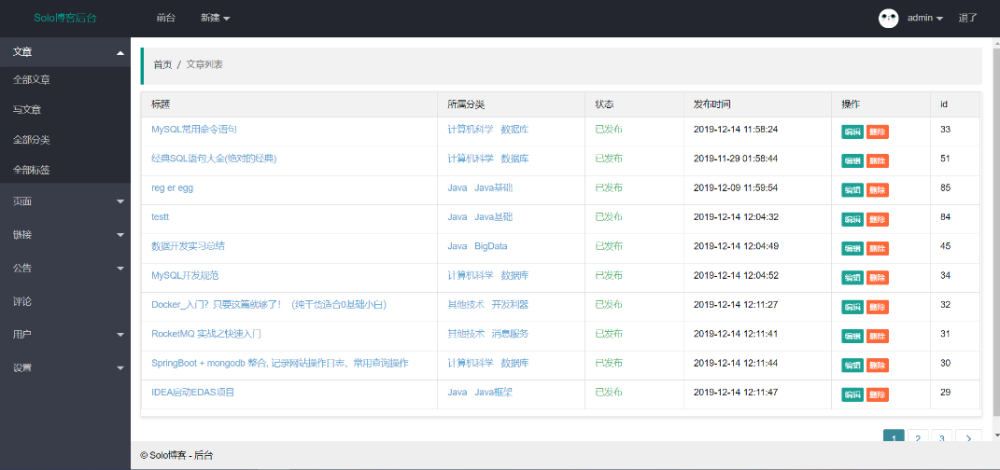 Solo博客后台 前台 新建 admin 退了
文章
全部文章
写文章
全部分类
全部标签
页面
链接
公告
评论
用户
设置
首页 / 文章列表
标题 所属分类 状态 发布时间 操作 id
MySQL常用命令语句 计算机科学 数据库 已发布 2019-12-14 11:58:24 编辑 删除 33
经典SQL语句大全(绝对的经典) 计算机科学 数据库 已发布 2019-11-29 01:58:44 编辑 删除 51
reg er egg Java Java基础 已发布 2019-12-09 11:59:54 编辑 删除 85
testt Java Java基础 已发布 2019-12-14 12:04:32 编辑 删除 84
数据开发实习总结 Java BigData 已发布 2019-12-14 12:04:49 编辑 删除 45
MySQL开发规范 计算机科学 数据库 已发布 2019-12-14 12:04:52 编辑 删除 34
Docker_入门？只要这篇就够了！（纯干货适合0基础小白） 其他技术 开发利器 已发布 2019-12-14 12:11:27 编辑 删除 32
RocketMQ 实战之快速入门 其他技术 消息服务 已发布 2019-12-14 12:11:41 编辑 删除 31
SpringBoot + mongodb 整合, 记录网站操作日志，常用查询操作 计算机科学 数据库 已发布 2019-12-14 12:11:44 编辑 删除 30
IDEA启动EDAS项目 Java Java框架 已发布 2019-12-14 12:11:47 编辑 删除 29
1 2 3
© Solo博客 - 后台